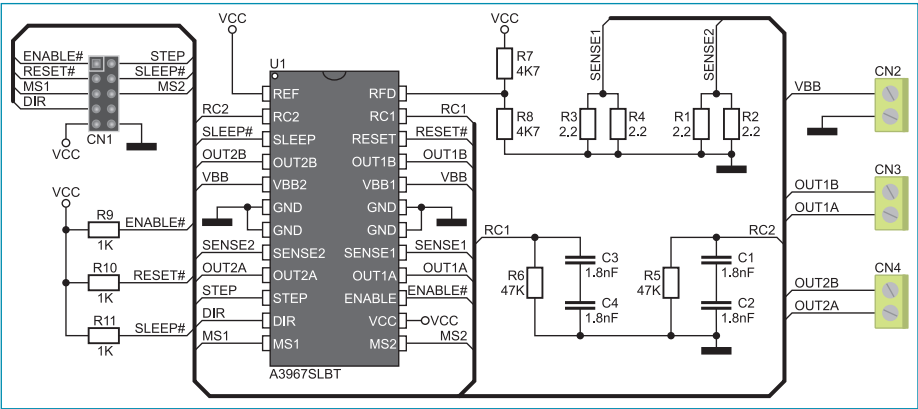 ENABLE#
RESET#
MS1
DIR
STEP
SLEEP#
MS2
VCC
CN1
VCC
R9
1K
ENABLE#
R10
1K
RESET#
R11
1K
SLEEP#
VCC
U1
RC2
SLEEP#
OUT2B
VBB
SENSE2
OUT2A
STEP
DIR
MS1
REF
RC2
SLEEP
OUT2B
VBB2
GND
GND
SENSE2
OUT2A
STEP
DIR
MS1
RFD
RC1
RESET
OUT1B
VBB1
GND
GND
SENSE1
OUT1A
ENABLE
VCC
MS2
A3967SLBT
RC1
RESET#
OUT1B
VBB
SENSE1
OUT1A
ENABLE#
VCC
MS2
VCC
R7
4K7
R8
4K7
SENSE1
SENSE2
R3
2.2
R4
2.2
R1
2.2
R2
2.2
RC1
R6
47K
C3
1.8nF
C4
1.8nF
RC2
R5
47K
C1
1.8nF
C2
1.8nF
VBB
CN2
OUT1B
OUT1A
CN3
OUT2B
OUT2A
CN4